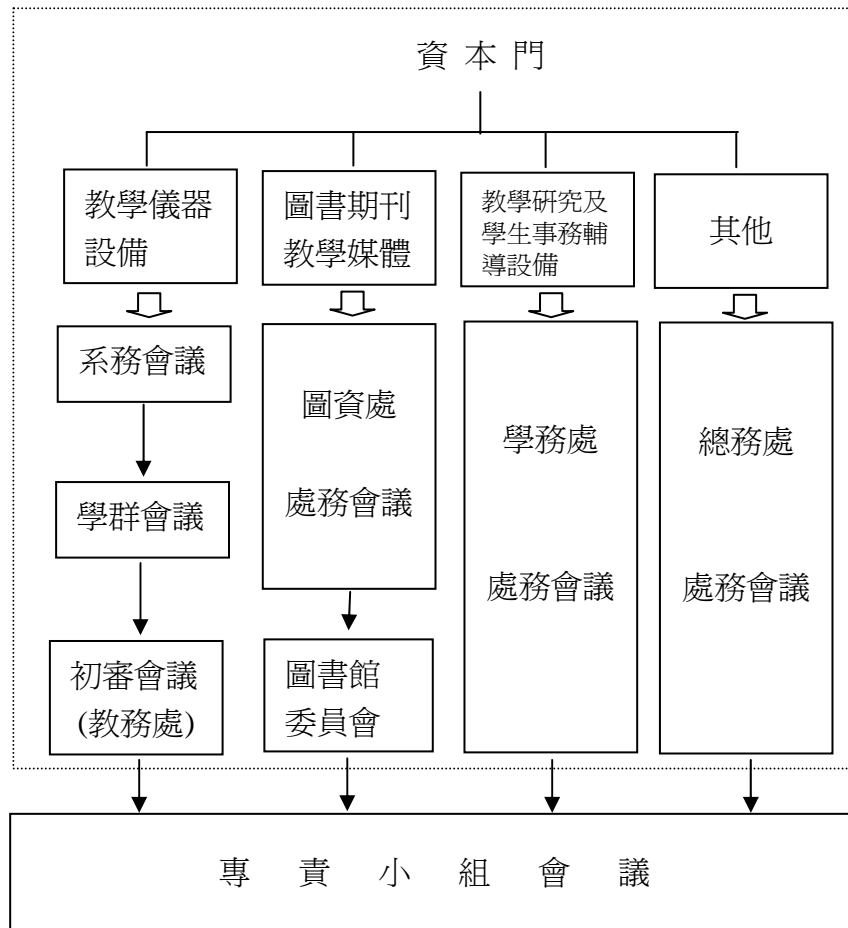 資本門
教學儀器
設備
圖書期刊
教學媒體
教學研究及
學生事務輔
導設備
其他
系務會議
學群會議
初審會議
(教務處)
圖資處
處務會議
圖書館
委員會
學務處
處務會議
總務處
處務會議
專責小組會議